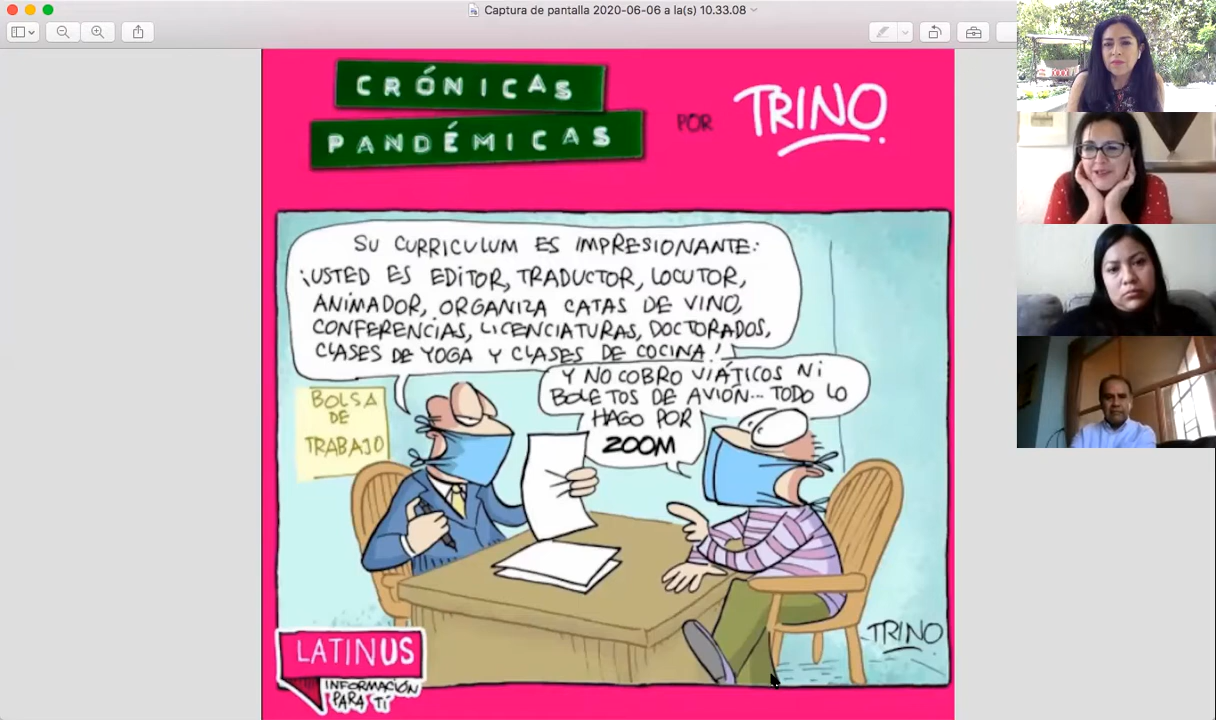 Captura de pantalla 2020-06-06 a la(s) 10.33.08
CRÓNICAS
PANDÉMICAS
POR TRINO
SU CURRICULUM ES IMPRESIONANTE:
¡USTED ES EDITOR, TRADUCTOR, LOCUTOR,
ANIMADOR, ORGANIZA CATAS DE VINO,
CONFERENCIAS, LICENCIATURAS, DOCTORADOS,
CLASES DE YOGA Y CLASES DE COCINA!
Y NO COBRO VIÁTICOS NI
BOLETOS DE AVIÓN... TODO LO
HAGO POR
ZOOM
BOLSA
DE
TRABAJO
TRINO
LATINUS
INFORMACIÓN
PARA TÍ